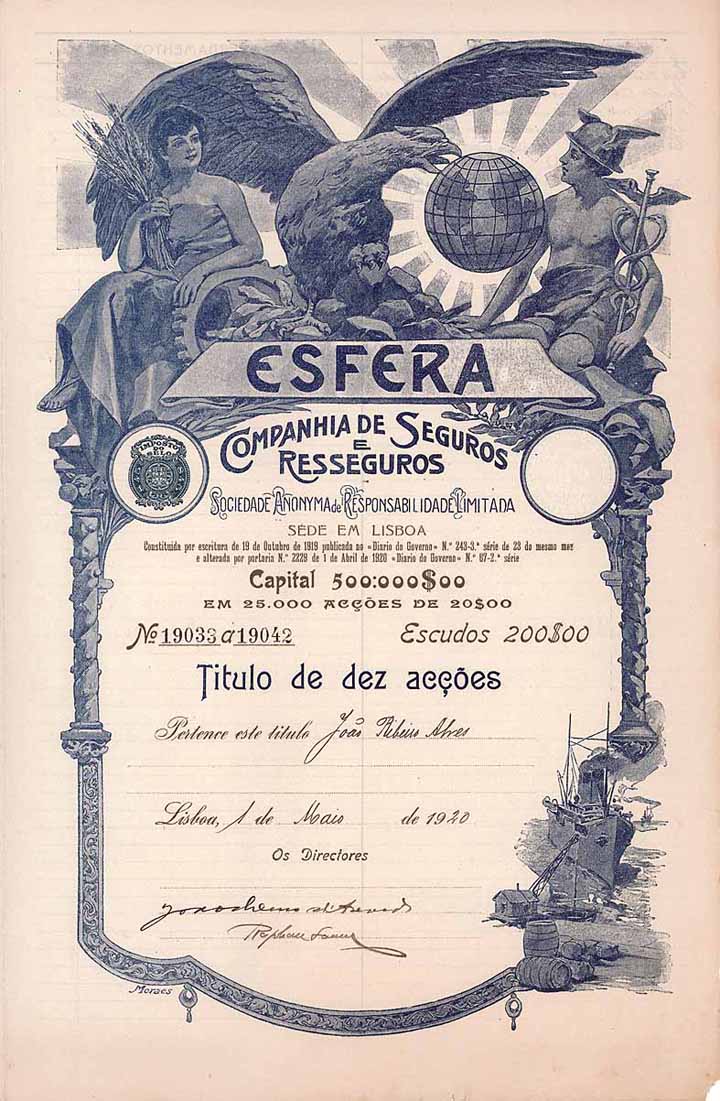 ESFERA
COMPANHIA DE SEGUROS
E
RESSEGUROS
IMPOSTO
DO
SÊLO
SOCIEDADE ANONYMA de RESPONSABILIDADE LIMITADA
SÉDE EM LISBOA
Constituida por escritura de 19 de Outubro de 1919 publicada no «Diario do Governo» N.º 243-3.ª série de 23 do mesmo mez
e alterada por portaria N.º 2229 de 1 de Abril de 1920 «Diario do Governo» N.º 67-2.ª série
Capital 500:000$00
EM 25.000 ACÇÕES DE 20$00
No 19033 a 19042 Escudos 200$00
Titulo de dez acções
Pertence este titulo João Ribeiro Alves
Lisboa, 1 de Maio de 1920
Os Directores
Moraes